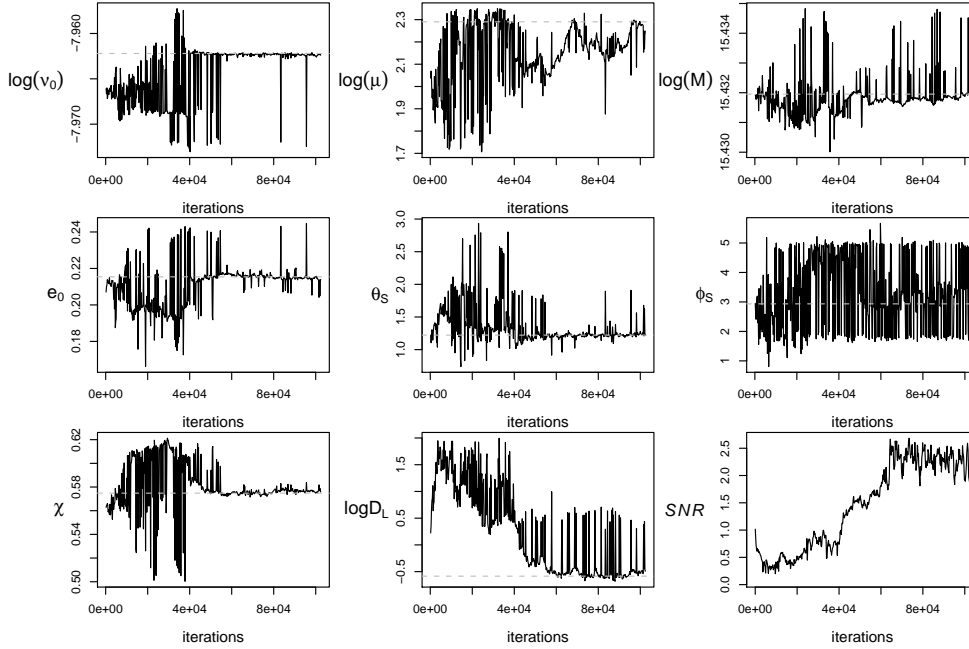 −7.960
−7.970
log(ν₀)
0e+00 4e+04 8e+04
iterations
2.3
2.1
1.9
1.7
log(μ)
0e+00 4e+04 8e+04
iterations
15.434
15.432
15.430
log(M)
0e+00 4e+04 8e+04
iterations
0.24
0.22
0.20
0.18
e₀
0e+00 4e+04 8e+04
iterations
3.0
2.5
2.0
1.5
1.0
θ_S
0e+00 4e+04 8e+04
iterations
5
4
3
2
1
ϕ_S
0e+00 4e+04 8e+04
iterations
0.62
0.58
0.54
0.50
χ
0e+00 4e+04 8e+04
iterations
1.5
0.5
−0.5
logD_L
0e+00 4e+04 8e+04
iterations
2.5
2.0
1.5
1.0
0.5
0.0
SNR
0e+00 4e+04 8e+04
iterations